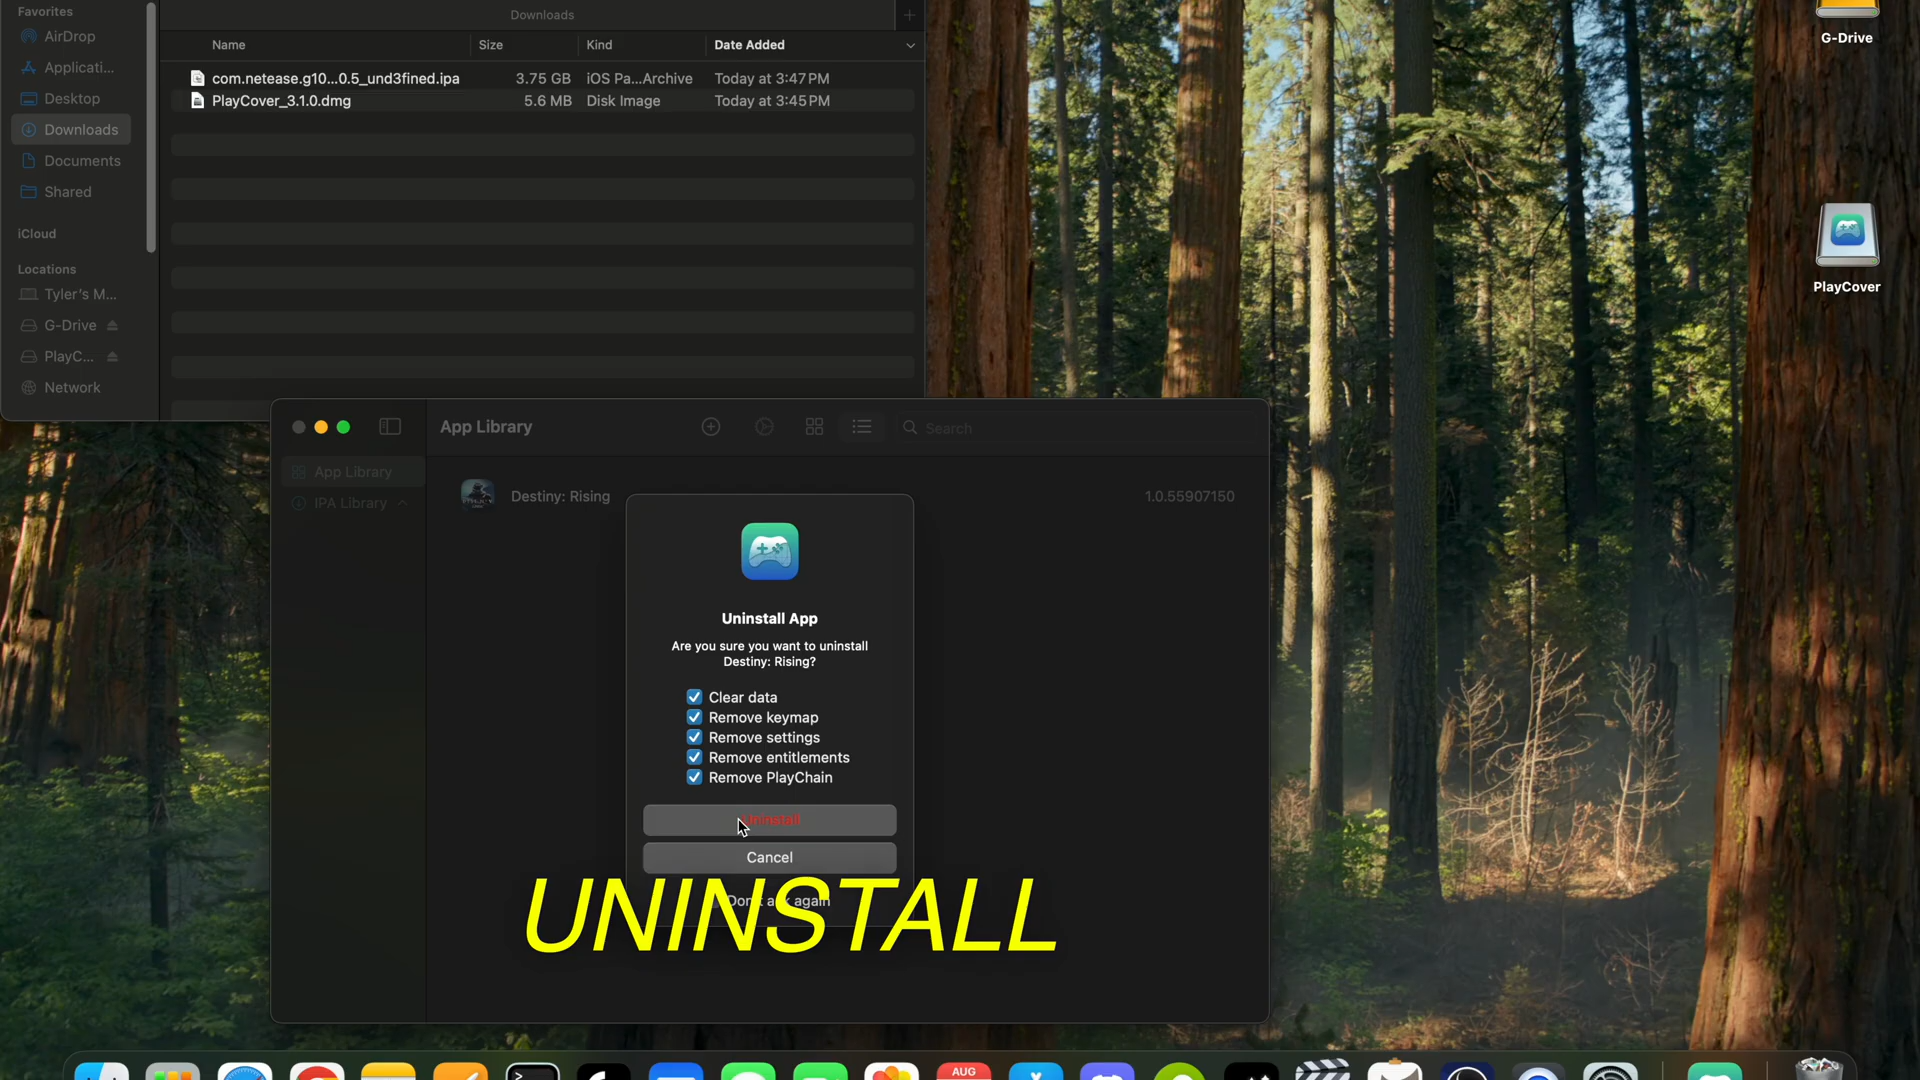 Favorites
AirDrop
Applicati...
Desktop
Downloads
Documents
Shared
iCloud
Locations
Tyler's M...
G-Drive
PlayC...
Network
Downloads
Name Size Kind Date Added
com.netease.g10...0.5_und3fined.ipa 3.75 GB iOS Pa...Archive Today at 3:47 PM
PlayCover_3.1.0.dmg 5.6 MB Disk Image Today at 3:45 PM
G-Drive
PlayCover
App Library
Search
App Library
IPA Library
Destiny: Rising 1.0.55907150
Uninstall App
Are you sure you want to uninstall
Destiny: Rising?
Clear data
Remove keymap
Remove settings
Remove entitlements
Remove PlayChain
Uninstall
Cancel
Don't ask again
UNINSTALL
AUG